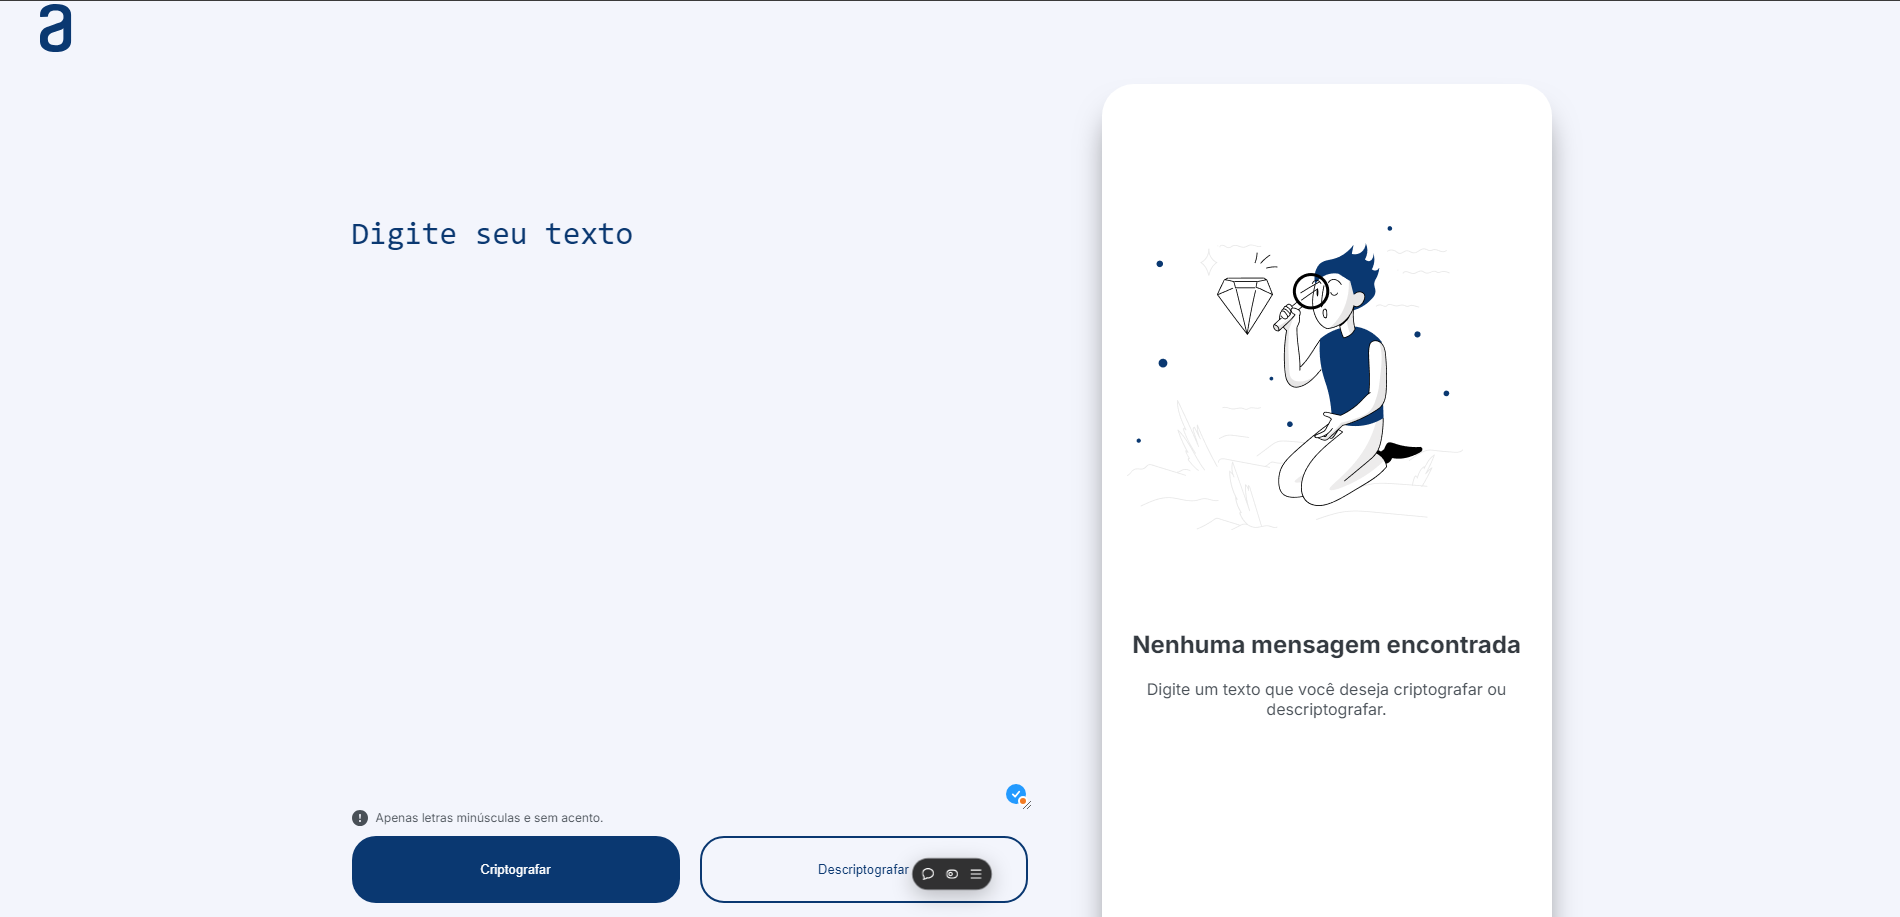 a
Digite seu texto
Apenas letras minúsculas e sem acento.
Criptografar
Descriptografar
Nenhuma mensagem encontrada
Digite um texto que você deseja criptografar ou
descriptografar.